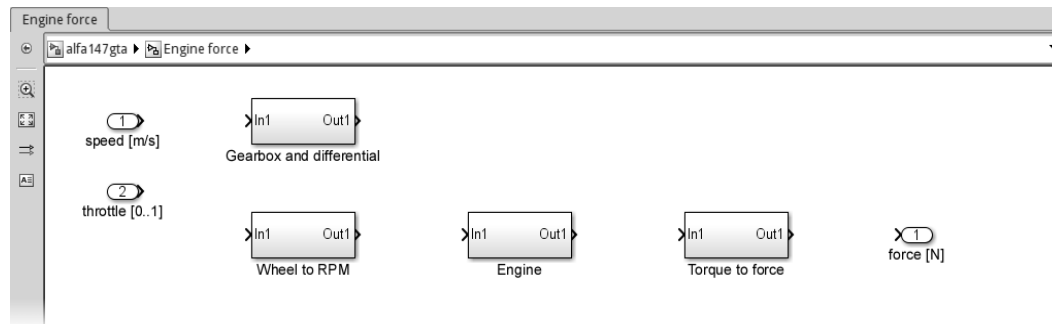 Engine force
alfa147gta Engine force
1
speed [m/s]
In1 Out1
Gearbox and differential
2
throttle [0..1]
In1 Out1
Wheel to RPM
In1 Out1
Engine
In1 Out1
Torque to force
1
force [N]